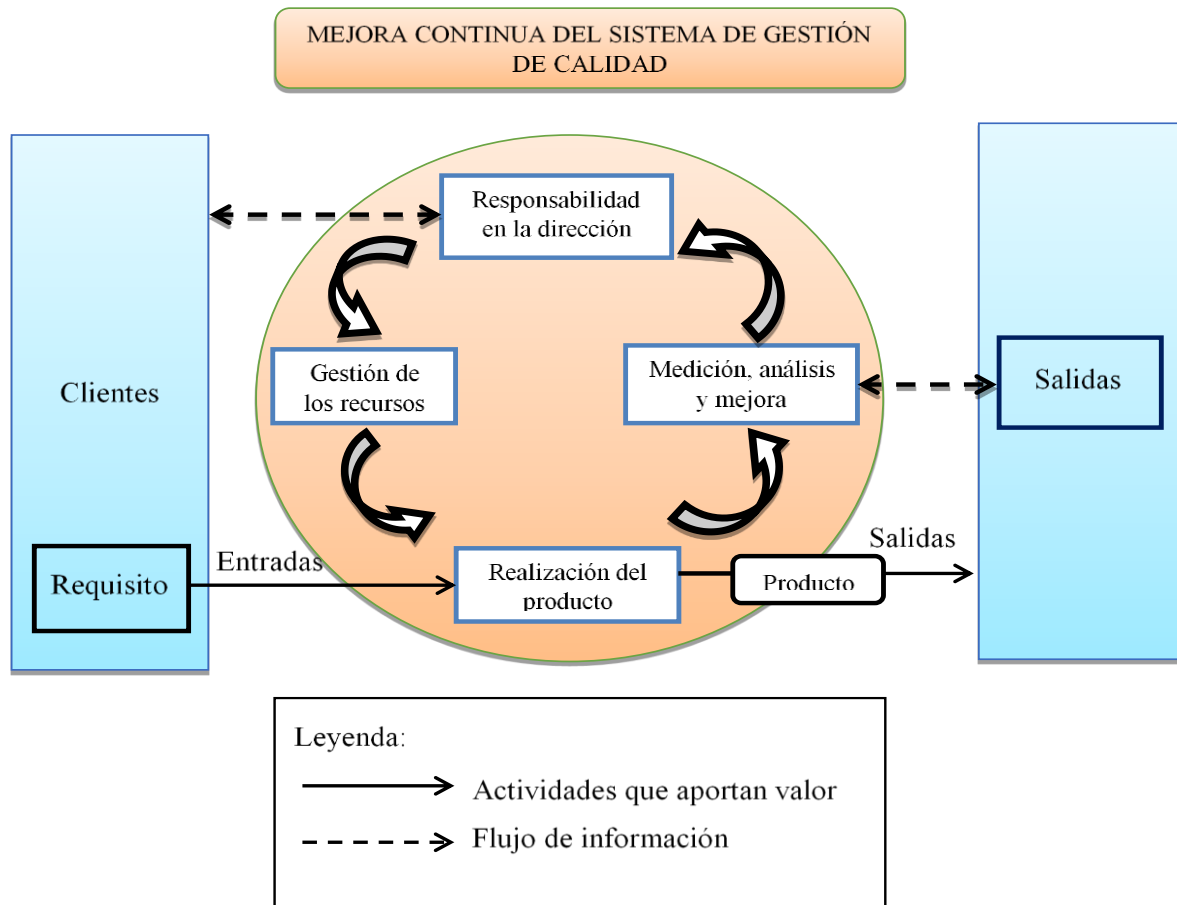 MEJORA CONTINUA DEL SISTEMA DE GESTIÓN
DE CALIDAD
Responsabilidad
en la dirección
Clientes
Gestión de
los recursos
Medición, análisis
y mejora
Salidas
Requisito
Entradas
Realización del
producto
Producto
Salidas
Leyenda:
Actividades que aportan valor
Flujo de información